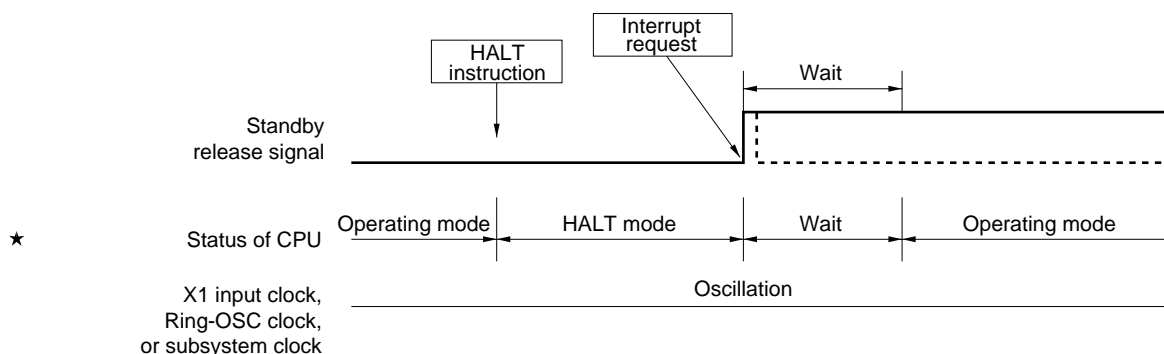 Interrupt
request
HALT
instruction
Wait
Standby
release signal
★ Status of CPU Operating mode HALT mode Wait Operating mode
X1 input clock,
Ring-OSC clock,
or subsystem clock
Oscillation